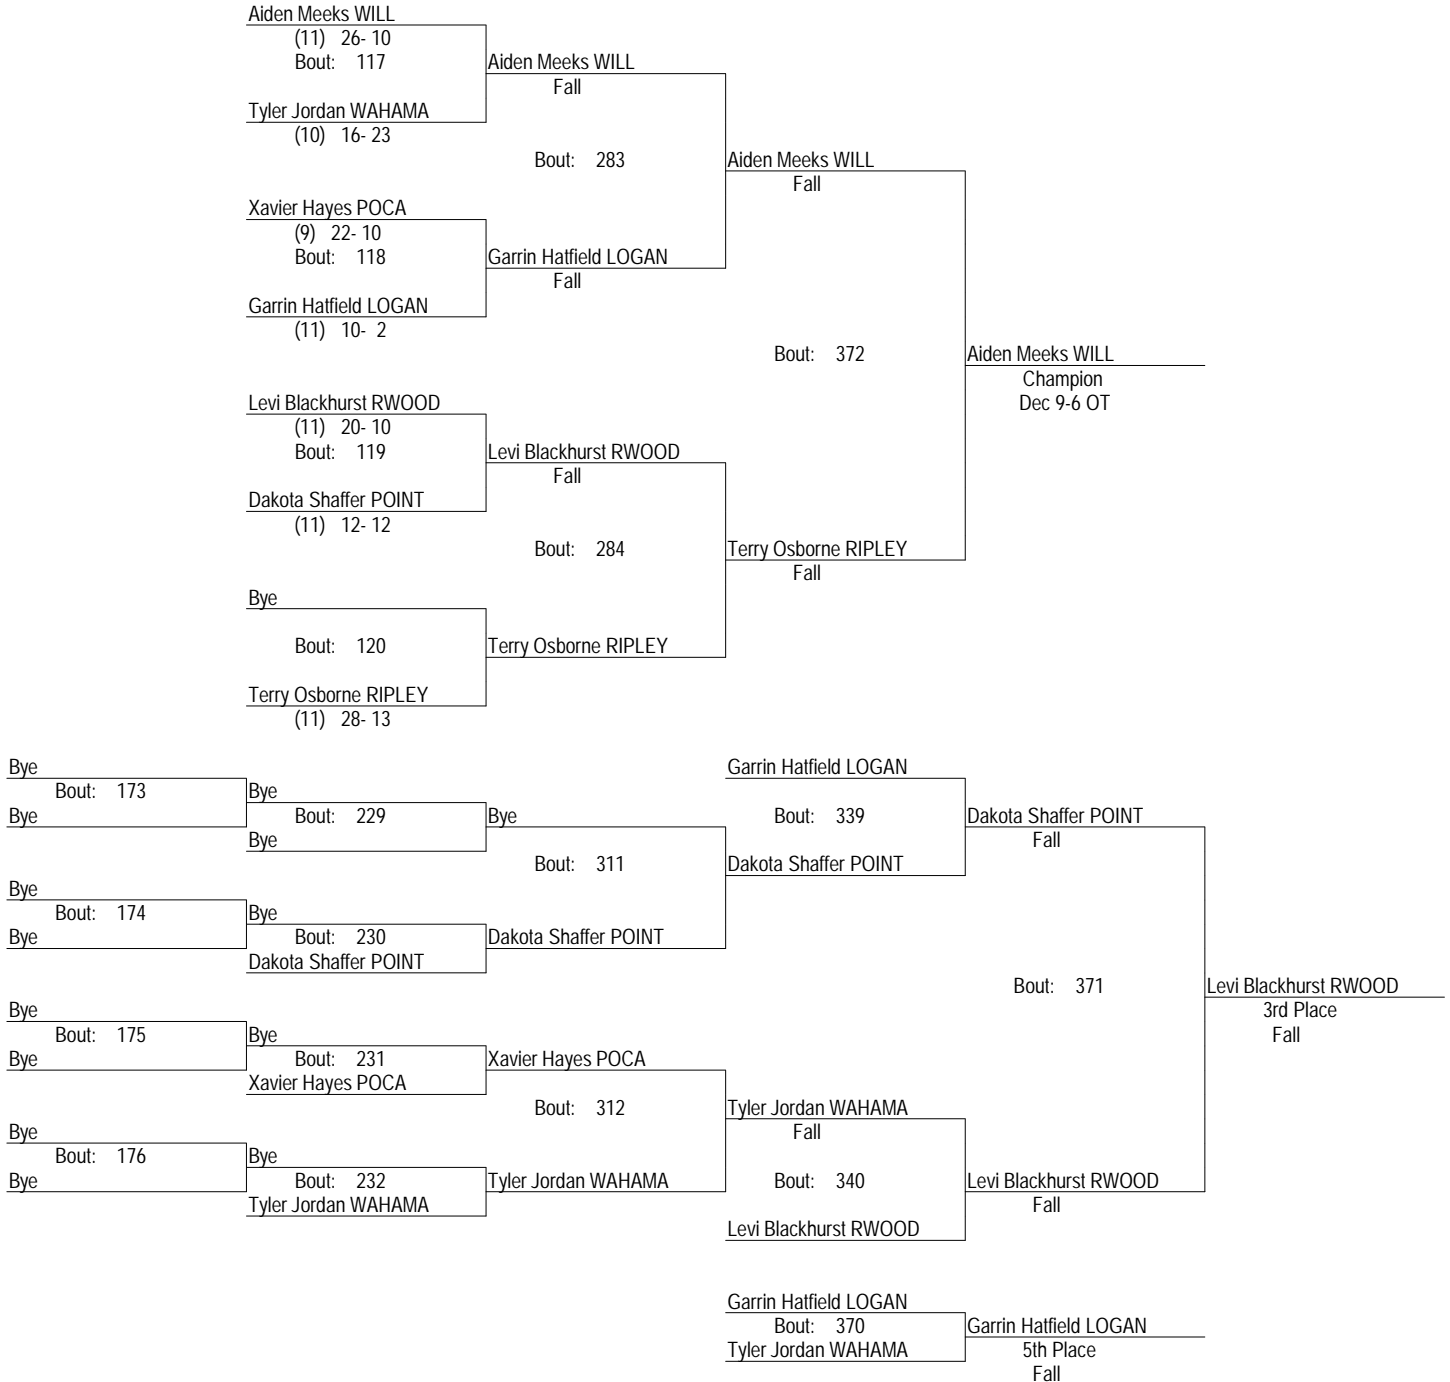 Aiden Meeks WILL
(11) 26- 10
Bout: 117
Aiden Meeks WILL
Fall
Tyler Jordan WAHAMA
(10) 16- 23
Bout: 283
Aiden Meeks WILL
Fall
Xavier Hayes POCA
(9) 22- 10
Bout: 118
Garrin Hatfield LOGAN
Fall
Garrin Hatfield LOGAN
(11) 10- 2
Bout: 372
Aiden Meeks WILL
Champion
Dec 9-6 OT
Levi Blackhurst RWOOD
(11) 20- 10
Bout: 119
Levi Blackhurst RWOOD
Fall
Dakota Shaffer POINT
(11) 12- 12
Bout: 284
Terry Osborne RIPLEY
Fall
Bye
Bout: 120
Terry Osborne RIPLEY
Terry Osborne RIPLEY
(11) 28- 13
Bye
Bout: 173
Bye
Bye
Bout: 229
Bye
Bye
Bout: 311
Garrin Hatfield LOGAN
Bout: 339
Dakota Shaffer POINT
Dakota Shaffer POINT
Fall
Bye
Bout: 174
Bye
Bye
Bout: 230
Dakota Shaffer POINT
Dakota Shaffer POINT
Bout: 371
Levi Blackhurst RWOOD
3rd Place
Fall
Bye
Bout: 175
Bye
Bye
Bout: 231
Xavier Hayes POCA
Xavier Hayes POCA
Bout: 312
Tyler Jordan WAHAMA
Fall
Bye
Bout: 176
Bye
Bye
Bout: 232
Tyler Jordan WAHAMA
Tyler Jordan WAHAMA
Bout: 340
Levi Blackhurst RWOOD
Fall
Levi Blackhurst RWOOD
Garrin Hatfield LOGAN
Bout: 370
Tyler Jordan WAHAMA
Garrin Hatfield LOGAN
5th Place
Fall